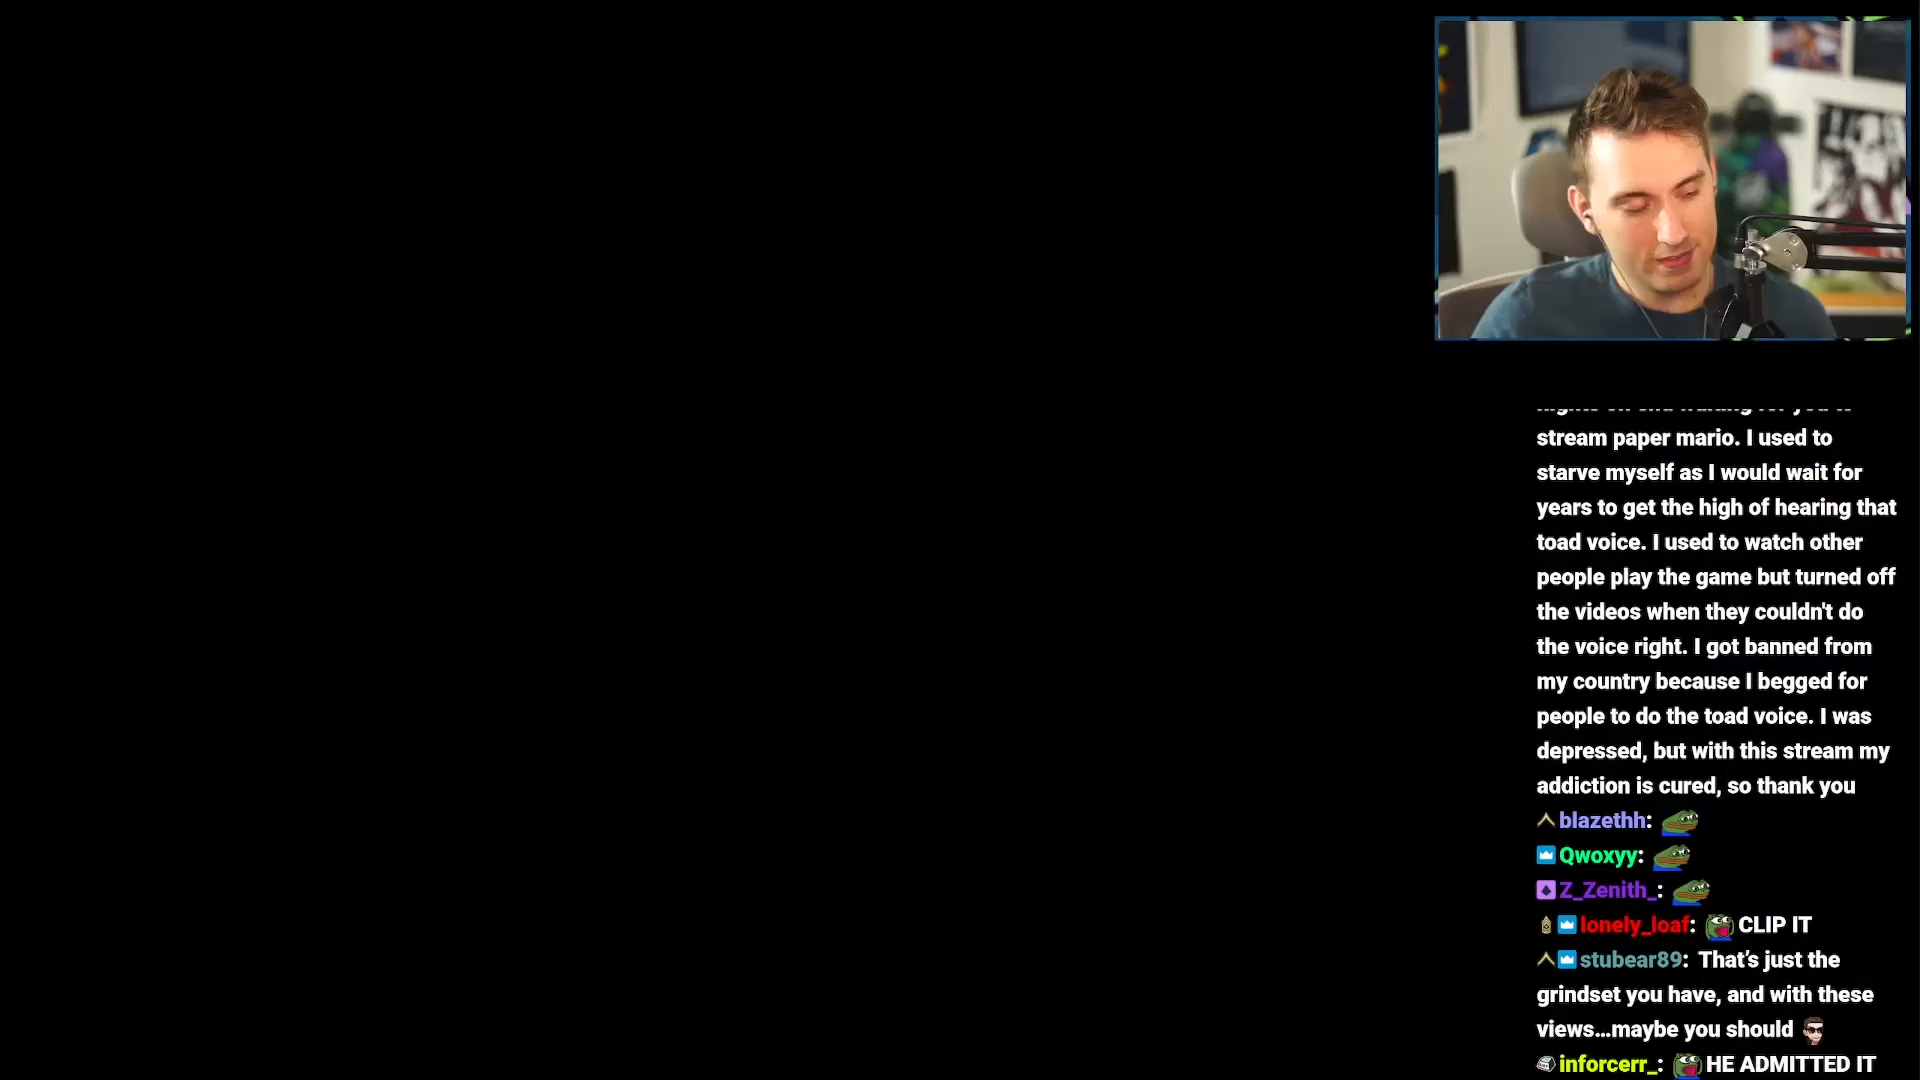 stream paper mario. I used to
starve myself as I would wait for
years to get the high of hearing that
toad voice. I used to watch other
people play the game but turned off
the videos when they couldn't do
the voice right. I got banned from
my country because I begged for
people to do the toad voice. I was
depressed, but with this stream my
addiction is cured, so thank you
blazethh:
Qwoxyy:
Z_Zenith_:
lonely_loaf: CLIP IT
stubear89: That’s just the
grindset you have, and with these
views...maybe you should
inforcerr_: HE ADMITTED IT